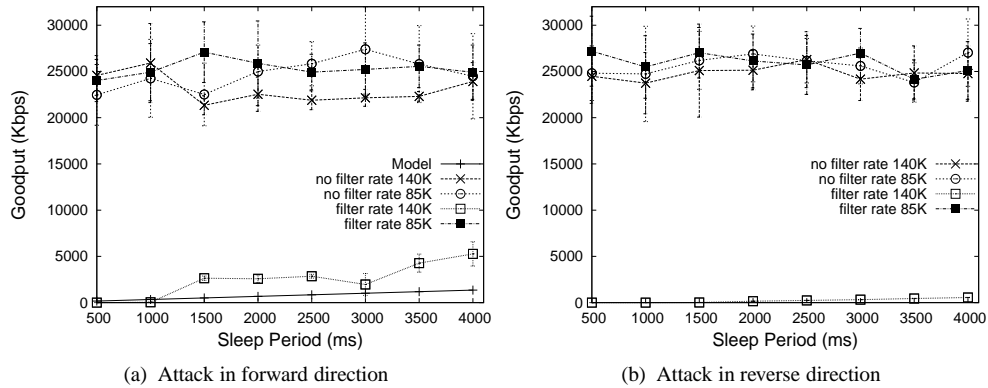 30000
25000
20000
15000
10000
5000
0
Goodput (Kbps)
Model
no filter rate 140K
no filter rate 85K
filter rate 140K
filter rate 85K
500 1000 1500 2000 2500 3000 3500 4000
Sleep Period (ms)
(a) Attack in forward direction
30000
25000
20000
15000
10000
5000
0
Goodput (Kbps)
no filter rate 140K
no filter rate 85K
filter rate 140K
filter rate 85K
500 1000 1500 2000 2500 3000 3500 4000
Sleep Period (ms)
(b) Attack in reverse direction